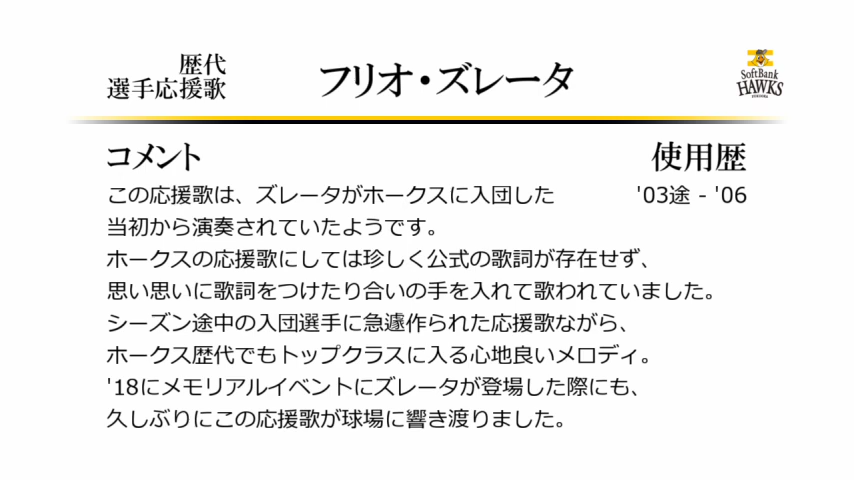 歴代
選手応援歌
フリオ・ズレータ
SoftBank
HAWKS
コメント
使用歴
この応援歌は、ズレータがホークスに入団した
'03途 - '06
当初から演奏されていたようです。
ホークスの応援歌にしては珍しく公式の歌詞が存在せず、
思い思いに歌詞をつけたり合いの手を入れて歌われていました。
シーズン途中の入団選手に急遽作られた応援歌ながら、
ホークス歴代でもトップクラスに入る心地良いメロディ。
'18にメモリアルイベントにズレータが登場した際にも、
久しぶりにこの応援歌が球場に響き渡りました。